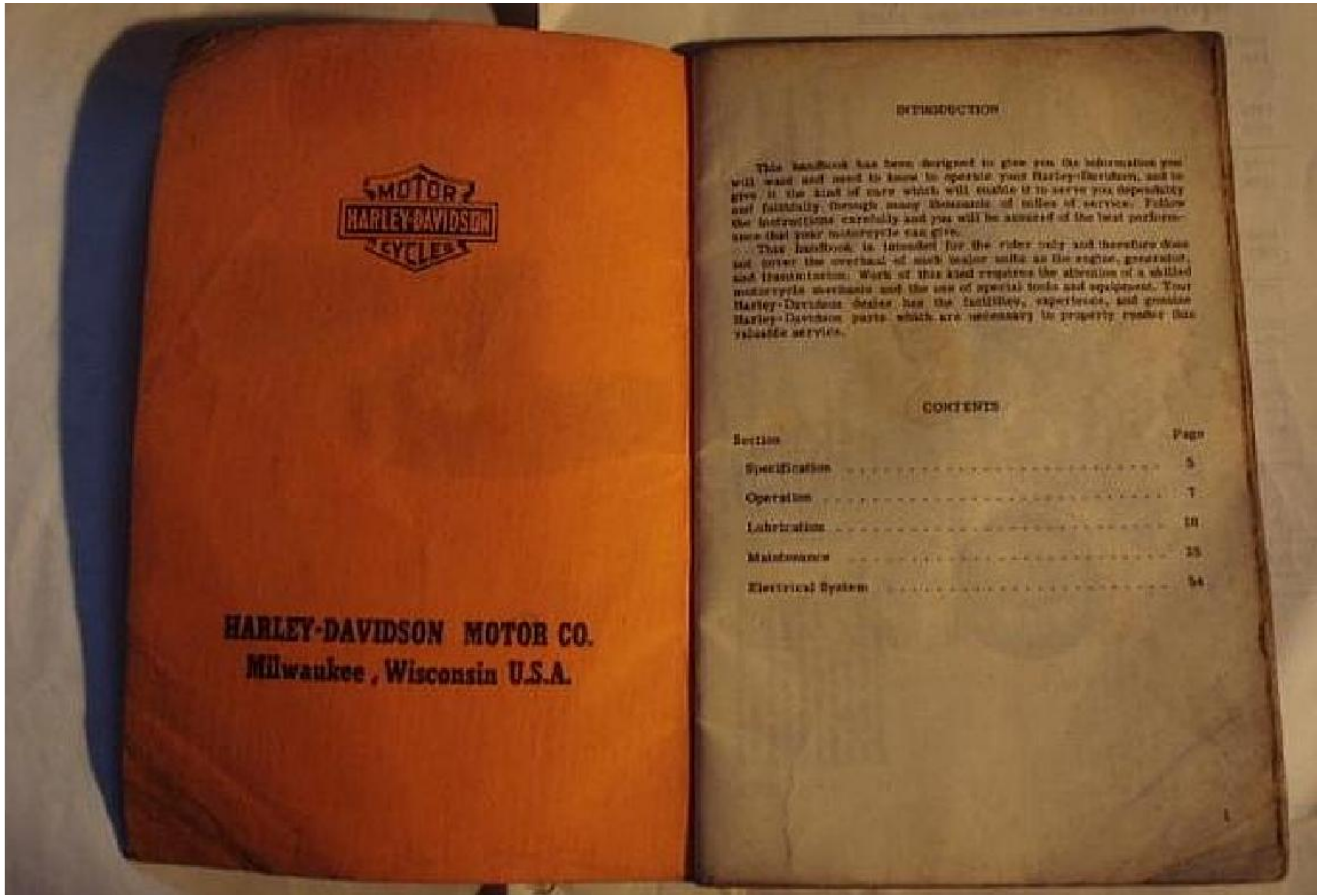 MOTOR
HARLEY-DAVIDSON
CYCLES
HARLEY-DAVIDSON MOTOR CO.
Milwaukee, Wisconsin U.S.A.
INTRODUCTION
This handbook has been designed to give you the information you
will want and need to know to operate your Harley-Davidson, and to
give it the kind of care which will enable it to serve you dependably
and faithfully through many thousands of miles of service. Follow
the instructions carefully and you will be assured of the best perform-
ance that your motorcycle can give.
This handbook is intended for the rider only and therefore does
not cover the overhaul of such major units as the engine, generator,
and transmission. Work of this kind requires the attention of a skilled
motorcycle mechanic and the use of special tools and equipment. Your
Harley-Davidson dealer has the facilities, experience, and genuine
Harley-Davidson parts which are necessary to properly render this
valuable service.
CONTENTS
Section Page
Specification 5
Operation 7
Lubrication
Maintenance
Electrical System 54
1